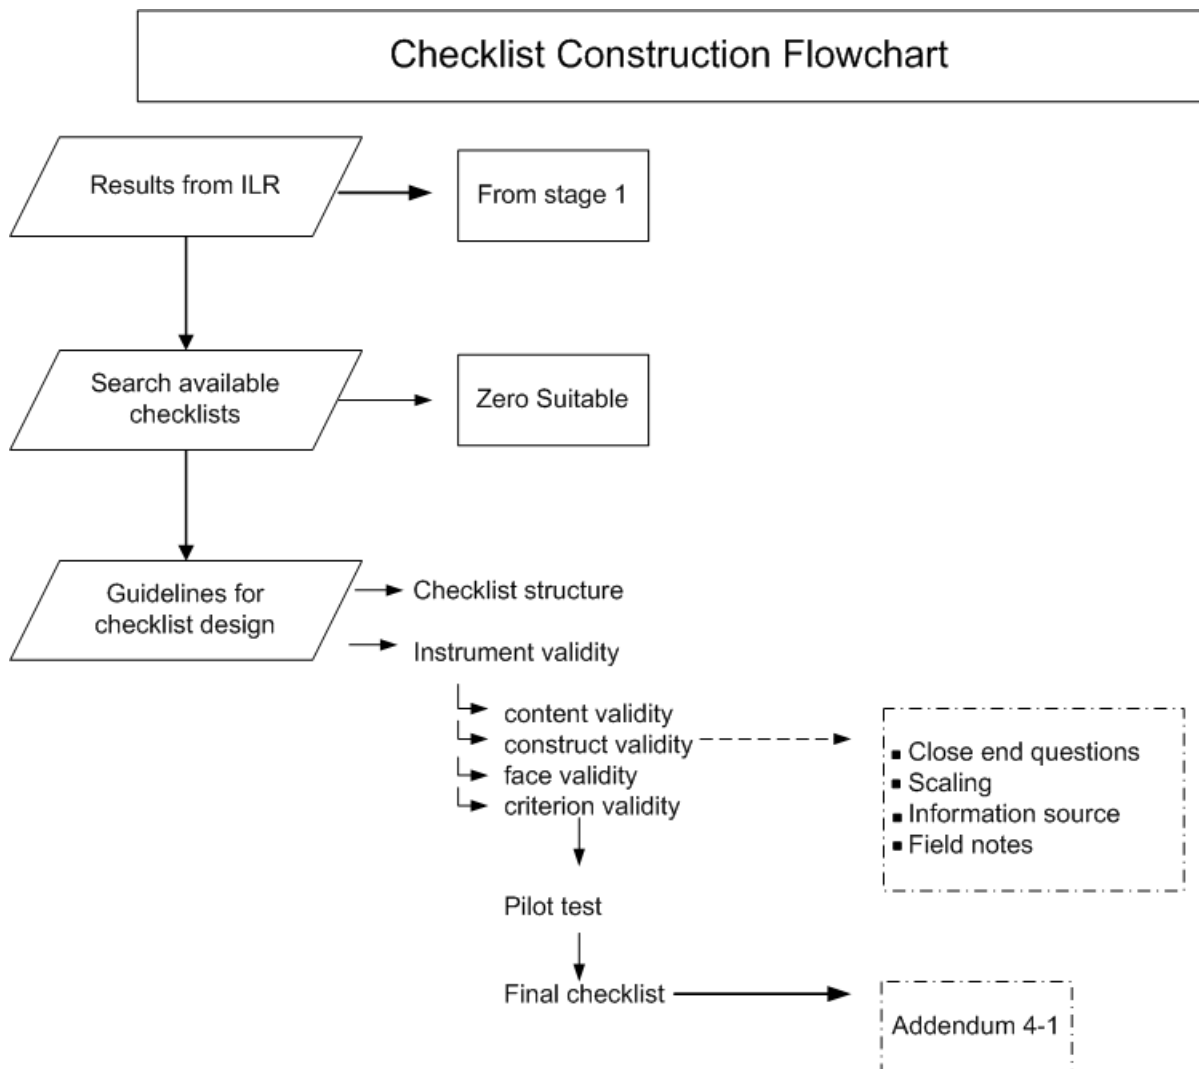 Checklist Construction Flowchart
Results from ILR
From stage 1
Search available
checklists
Zero Suitable
Guidelines for
checklist design
Checklist structure
Instrument validity
content validity
construct validity
face validity
criterion validity
▪ Close end questions
▪ Scaling
▪ Information source
▪ Field notes
Pilot test
Final checklist
Addendum 4-1